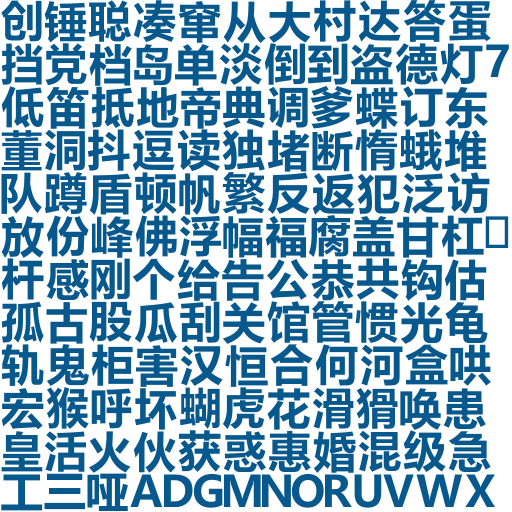 创锤聪凑窜从大村达答蛋
挡党档岛单淡倒到盗德灯7
低笛抵地帝典调爹蝶订东
董洞抖逗读独堵断惰蛾堆
队蹲盾顿帆繁反返犯泛访
放份峰佛浮幅福腐盖甘杠
杆感刚个给告公恭共钩估
孤古股瓜刮关馆管惯光龟
轨鬼柜害汉恒合何河盒哄
宏猴呼坏蝴虎花滑猾唤患
皇活火伙获惑惠婚混级急
工三哑ADGMNORUVWX